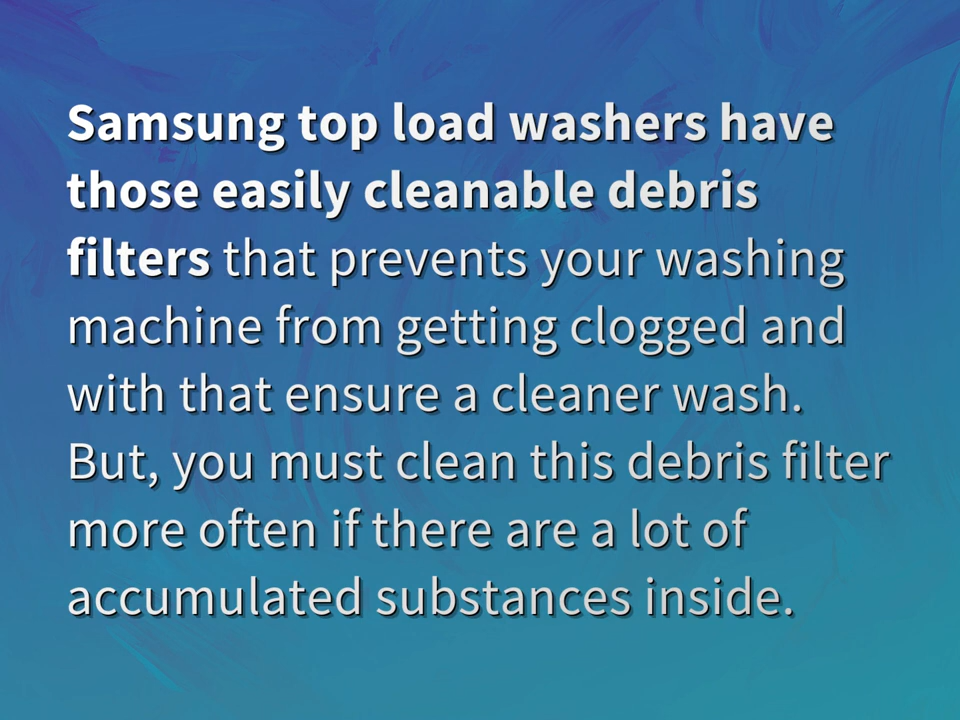 Samsung top load washers have
those easily cleanable debris
filters that prevents your washing
machine from getting clogged and
with that ensure a cleaner wash.
But, you must clean this debris filter
more often if there are a lot of
accumulated substances inside.